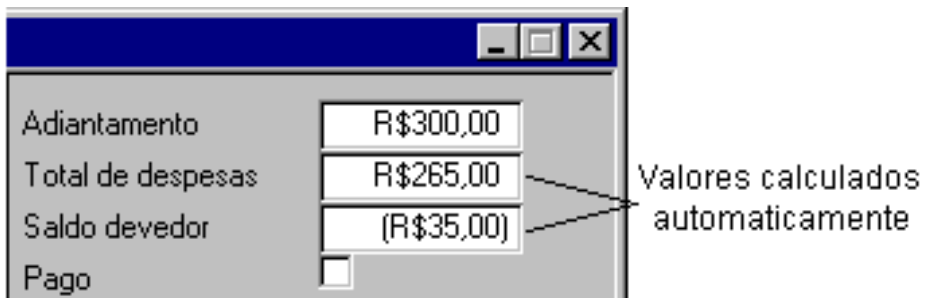 Adiantamento R$300,00
Total de despesas R$265,00
Saldo devedor (R$35,00)
Pago
Valores calculados
automaticamente